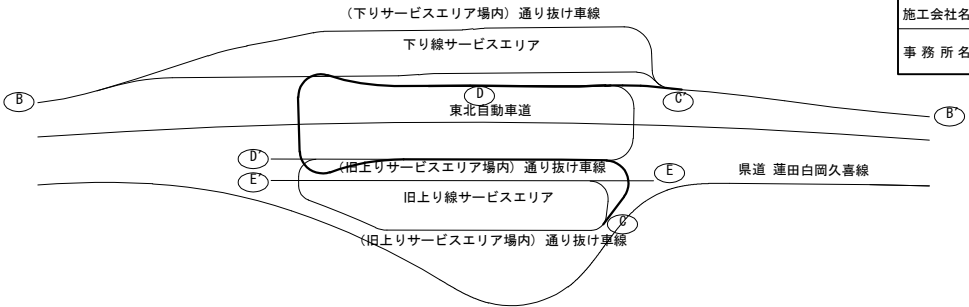 (下りサービスエリア場内) 通り抜け車線
施工会社名
下り線サービスエリア
事務所名
B
D
C'
東北自動車道
B'
D'
(旧上りサービスエリア場内) 通り抜け車線
E
県道 蓮田白岡久喜線
E'
旧上り線サービスエリア
C
(旧上りサービスエリア場内) 通り抜け車線